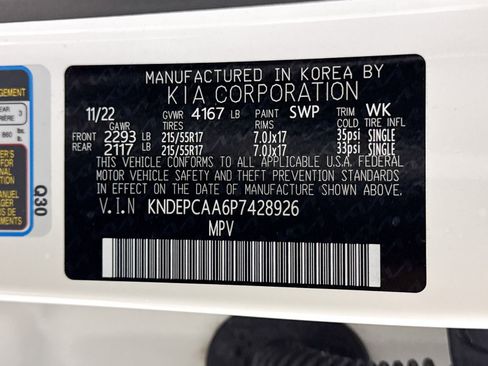 MANUFACTURED IN KOREA BY
KIA CORPORATION
11/22 GVWR 4167 LB PAINT SWP TRIM WK
GAWR TIRES RIMS COLD TIRE INFL
FRONT 2293 LB 215/55R17 7.0Jx17 35psi SINGLE
REAR 2117 LB 215/55R17 7.0Jx17 33psi SINGLE
THIS VEHICLE CONFORMS TO ALL APPLICABLE U.S.A. FEDERAL
MOTOR VEHICLE SAFETY AND THEFT PREVENTION STANDARDS
IN EFFECT ON THE DATE OF MANUFACTURE SHOWN ABOVE.
V.I.N KNDEPCAA6P7428926
MPV
Q30
3
860
lbs.